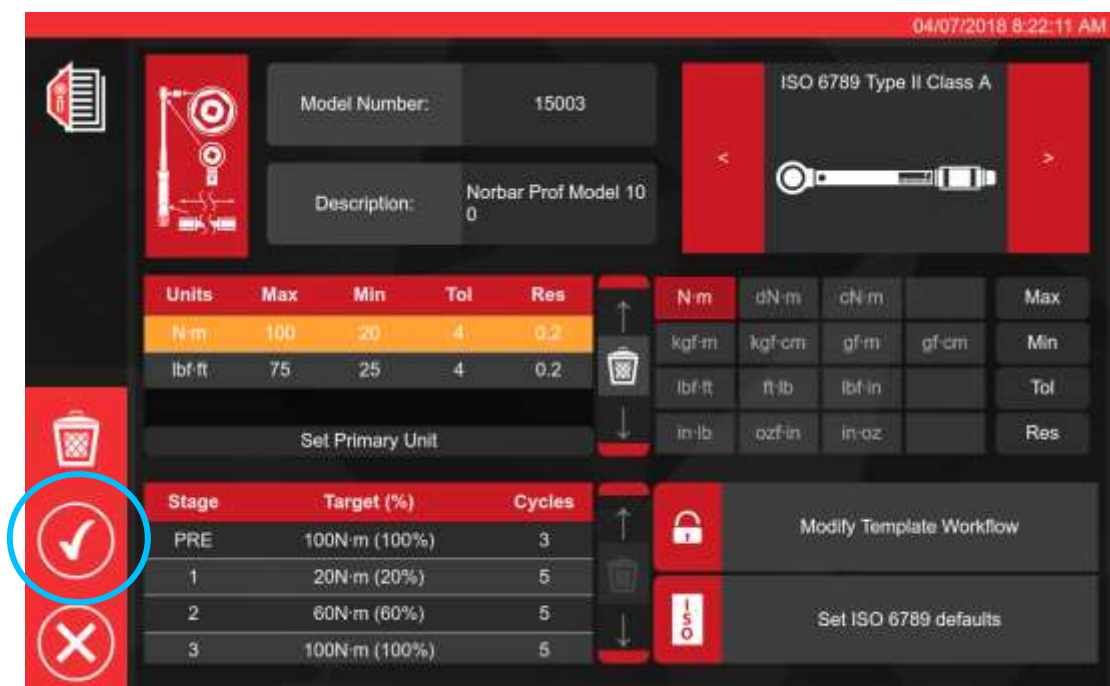 04/07/2018 8:22:11 AM
Model Number: 15003
Description: Norbar Prof Model 10
0
ISO 6789 Type II Class A
< >
Units Max Min Tol Res
N·m 100 20 4 0.2
lbf·ft 75 25 4 0.2
Set Primary Unit
N·m dN·m cN·m Max
kgf·m kgf·cm gf·m gf·cm Min
lbf·ft ft·lb lbf·in Tol
in·lb ozf·in in·oz Res
Stage Target (%) Cycles
PRE 100N·m (100%) 3
1 20N·m (20%) 5
2 60N·m (60%) 5
3 100N·m (100%) 5
Modify Template Workflow
ISO
Set ISO 6789 defaults